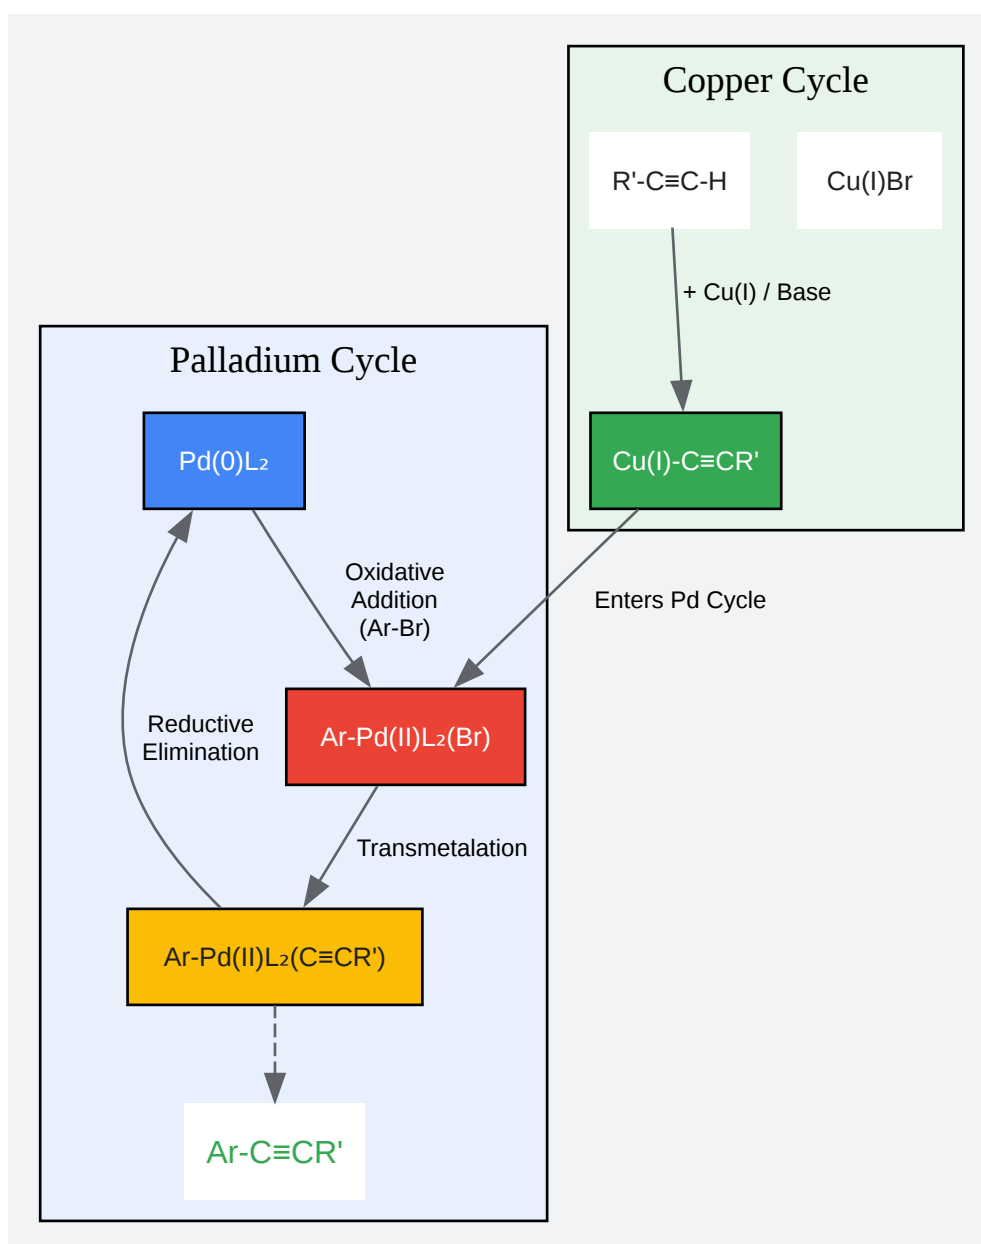 Copper Cycle
R'-C≡C-H
Cu(I)Br
+ Cu(I) / Base
Cu(I)-C≡CR'
Enters Pd Cycle
Palladium Cycle
Pd(0)L₂
Oxidative
Addition
(Ar-Br)
Ar-Pd(II)L₂(Br)
Reductive
Elimination
Transmetalation
Ar-Pd(II)L₂(C≡CR')
Ar-C≡CR'